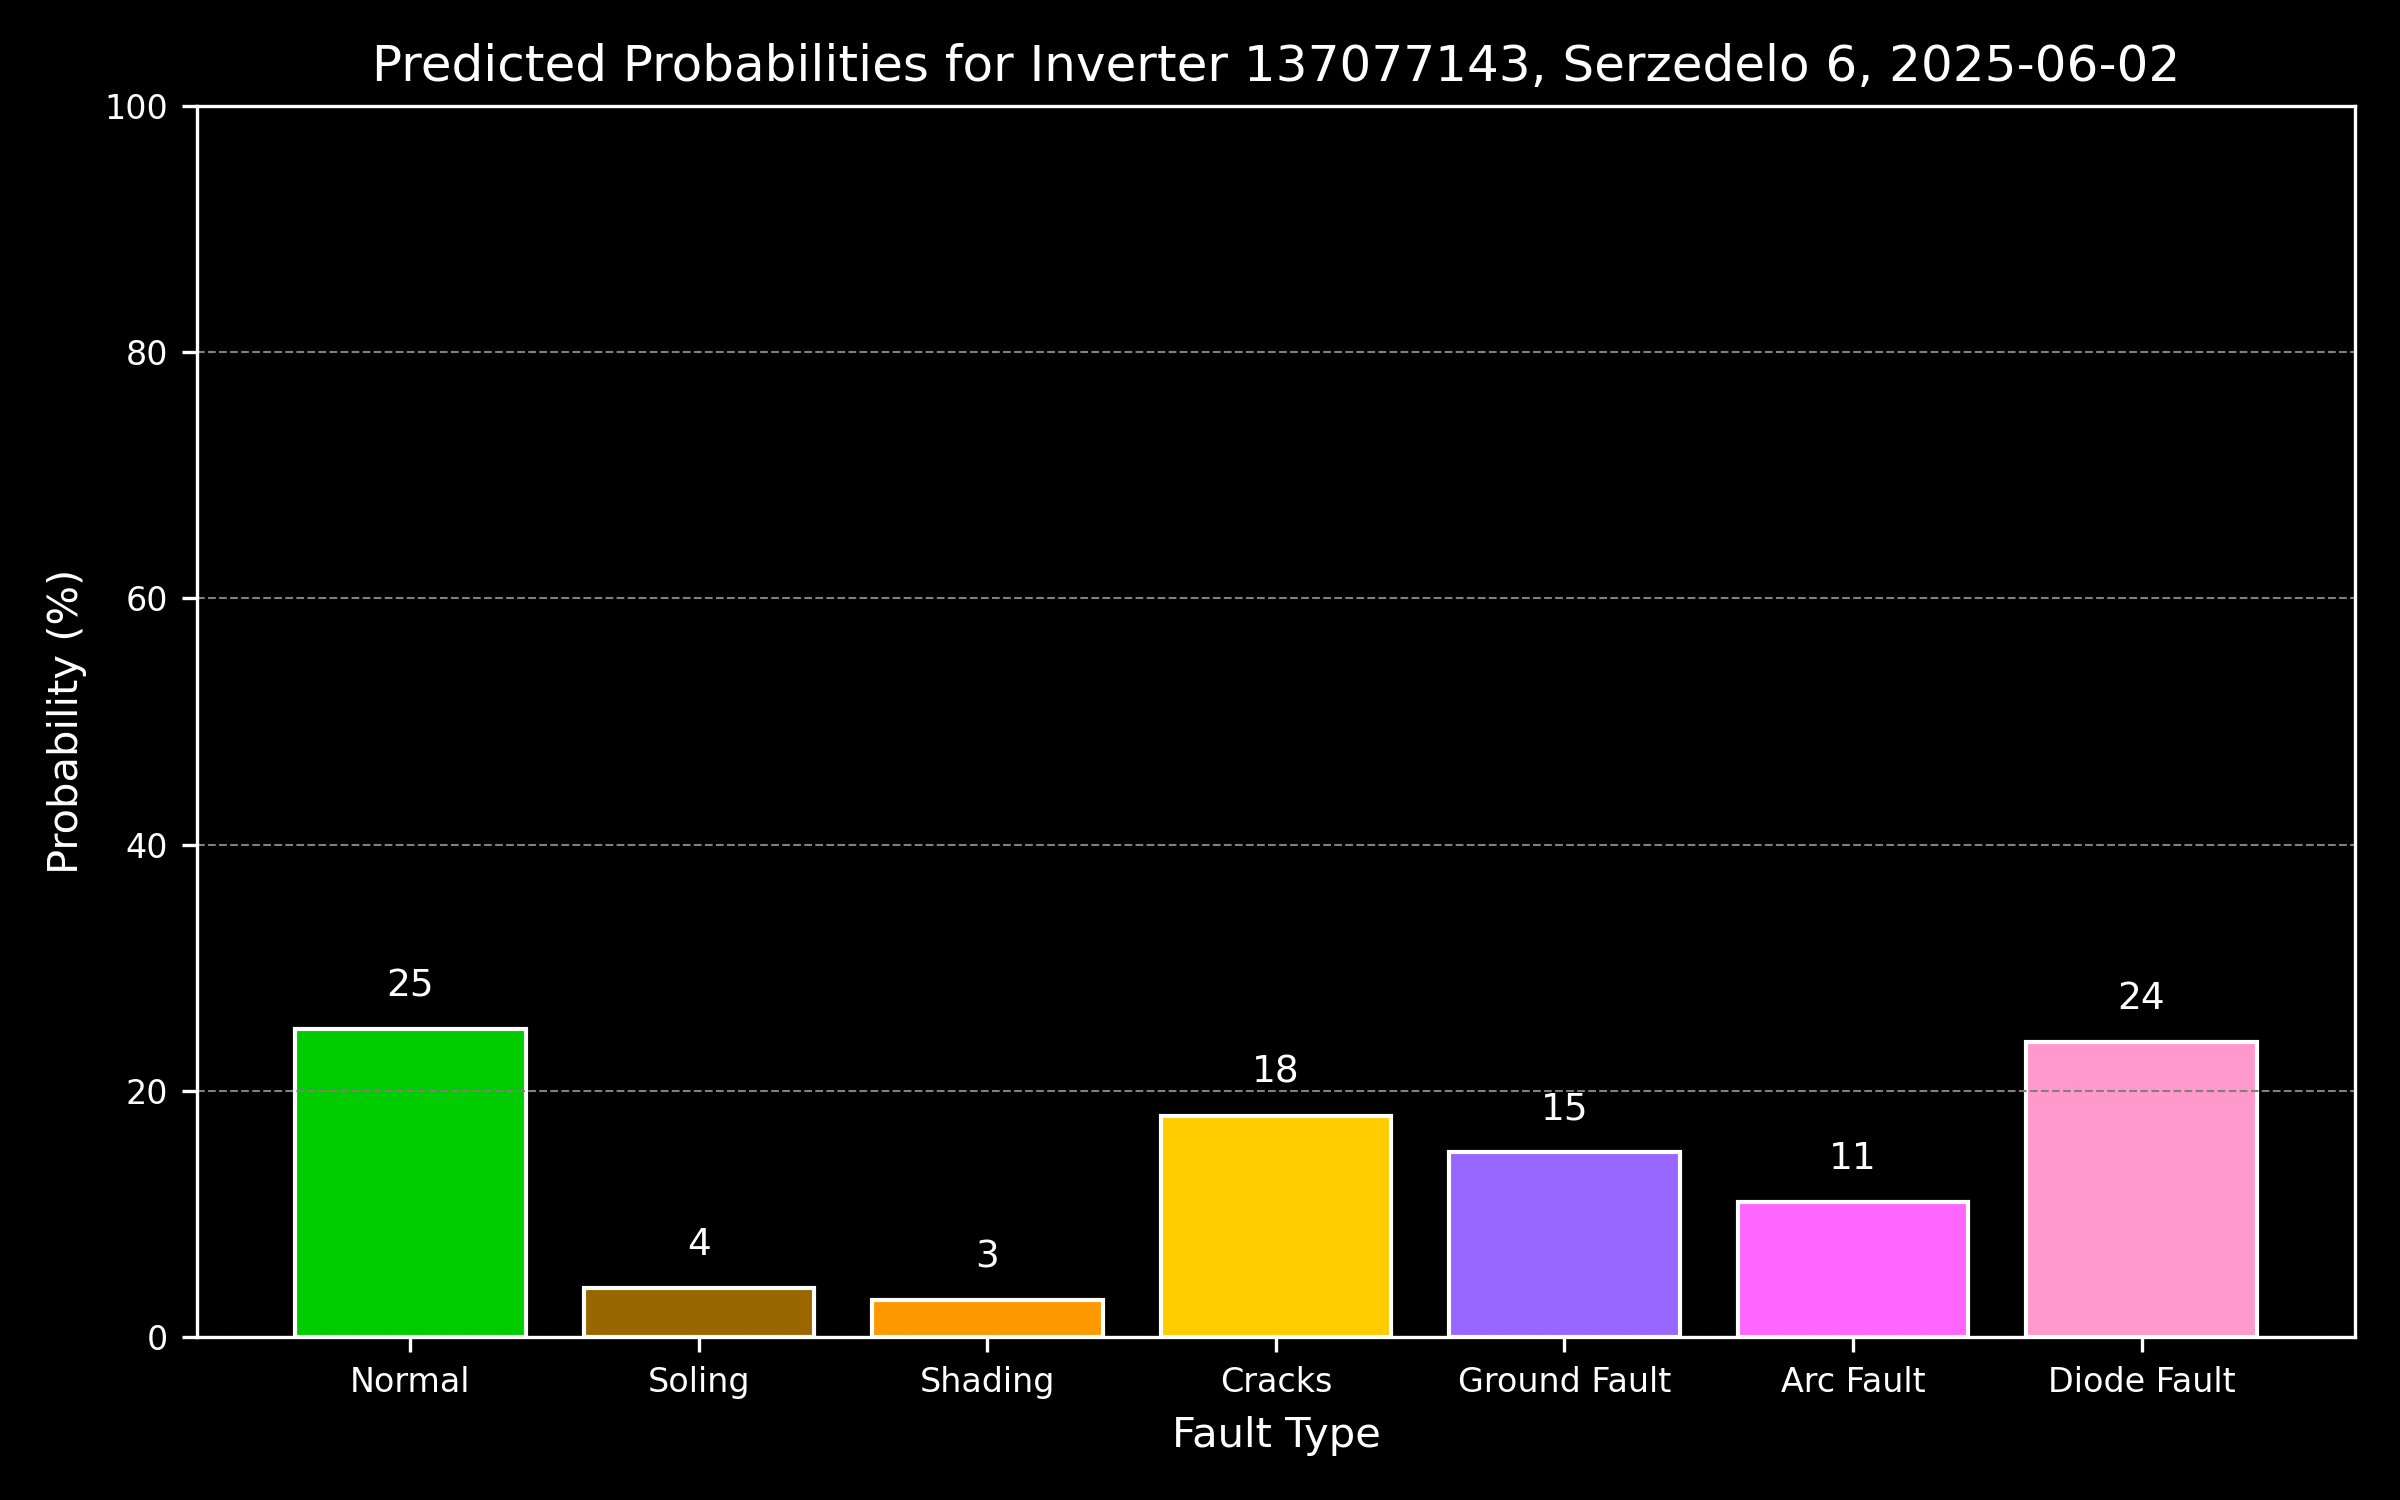 Predicted Probabilities for Inverter 137077143, Serzedelo 6, 2025-06-02
100
80
60
40
20
0
Probability (%)
25
4
3
18
15
11
24
Normal
Soling
Shading
Cracks
Ground Fault
Arc Fault
Diode Fault
Fault Type